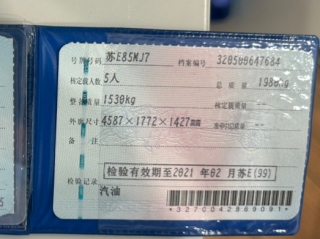 号牌号码 苏E85MJ7 档案编号 320500647684
核定载人数 5人 总质量 1980kg
整备质量 1530kg 核定载质量 --
外廓尺寸 4587×1772×1427mm 准牵引总质量 --
备注
检验有效期至2021年02月苏E(99)
检验记录
汽油
*3270042889091*